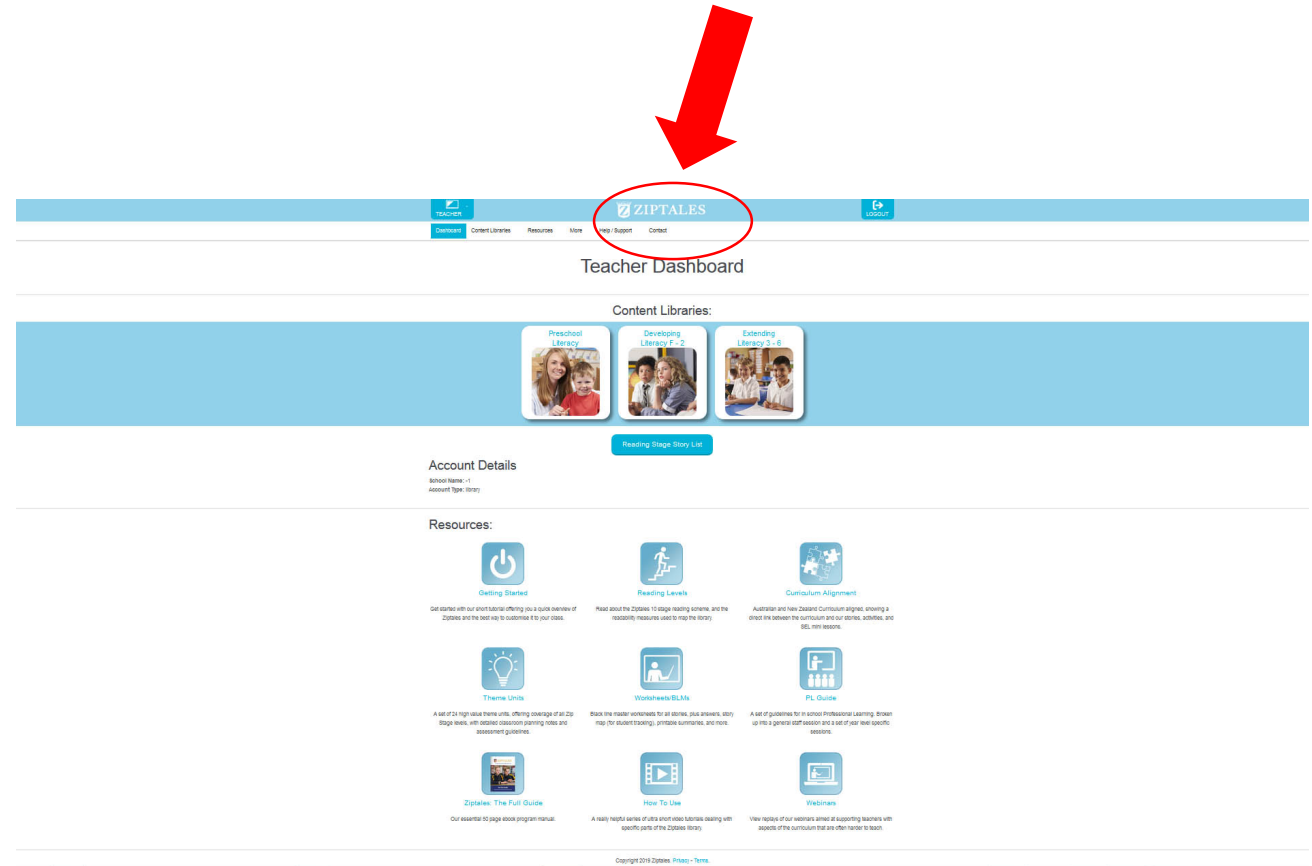 TEACHER
ZIPTALES
LOGOUT
Dashboard Content Libraries Resources More Help / Support Contact
Teacher Dashboard
Content Libraries:
Preschool
Literacy
Developing
Literacy F - 2
Extending
Literacy 3 - 6
Reading Stage Story List
Account Details
School Name: -1
Account Type: library
Resources:
Getting Started
Get started with our short tutorial offering you a quick overview of
Ziptales and the best way to customise it to your class.
Reading Levels
Read about the Ziptales 10 stage reading scheme, and the
readability measures used to map the library.
Curriculum Alignment
Australian and New Zealand Curriculum aligned, showing a
direct link between the curriculum and our stories, activities, and
SEL mini lessons.
Theme Units
A set of 24 high value theme units, offering coverage of all Zip
Stage levels, with detailed classroom planning notes and
assessment guidelines.
Worksheets/BLMs
Black line master worksheets for all stories, plus answers, story
map (for student tracking), printable summaries, and more.
PL Guide
A set of guidelines for in school Professional Learning. Broken
up into a general staff session and a set of year level specific
sessions.
Ziptales: The Full Guide
Our essential 50 page ebook program manual.
How To Use
A really helpful series of ultra short video tutorials dealing with
specific parts of the Ziptales library.
Webinars
View replays of our webinars aimed at supporting teachers with
aspects of the curriculum that are often harder to teach.
Copyright 2019 Ziptales. Privacy - Terms.